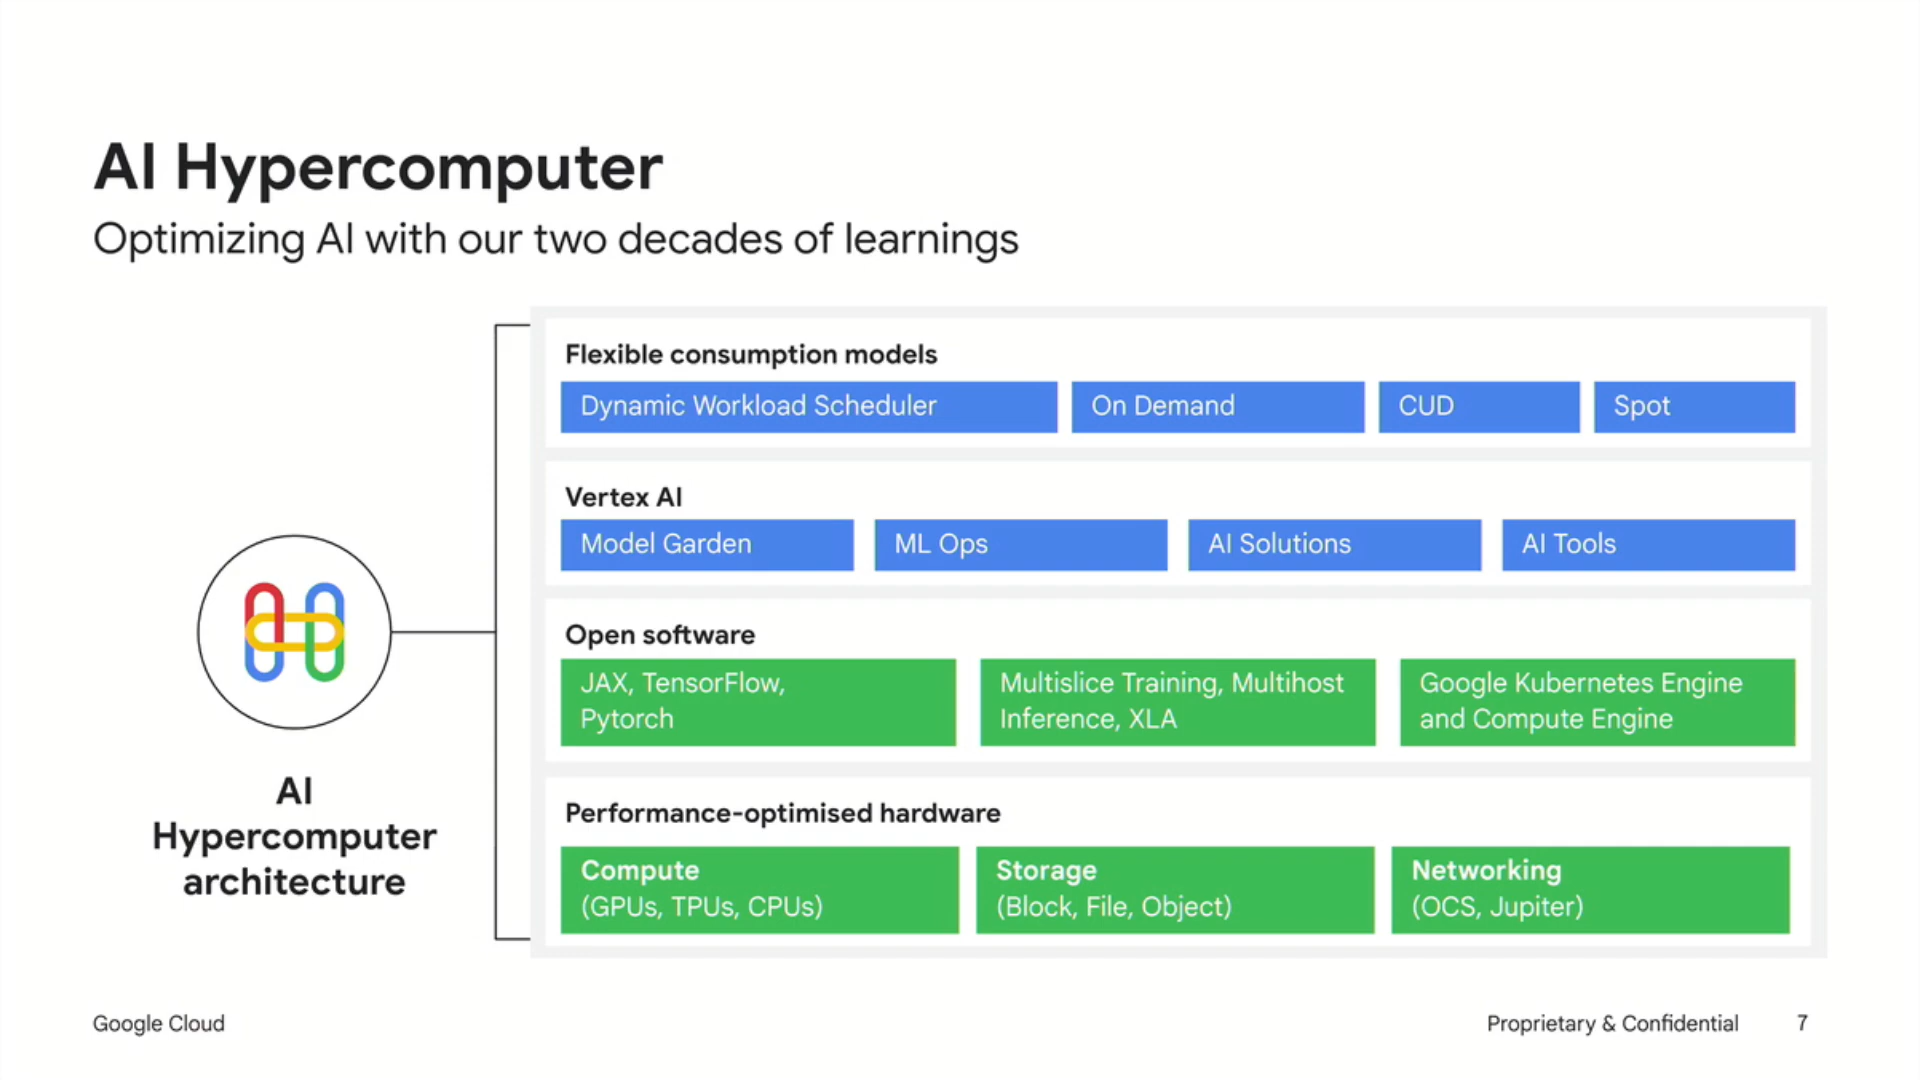 AI Hypercomputer
Optimizing AI with our two decades of learnings
Flexible consumption models
Dynamic Workload Scheduler
On Demand
CUD
Spot
Vertex AI
Model Garden
ML Ops
AI Solutions
AI Tools
Open software
JAX, TensorFlow,
Pytorch
Multislice Training, Multihost
Inference, XLA
Google Kubernetes Engine
and Compute Engine
Performance-optimised hardware
Compute
(GPUs, TPUs, CPUs)
Storage
(Block, File, Object)
Networking
(OCS, Jupiter)
AI
Hypercomputer
architecture
Google Cloud
Proprietary & Confidential
7